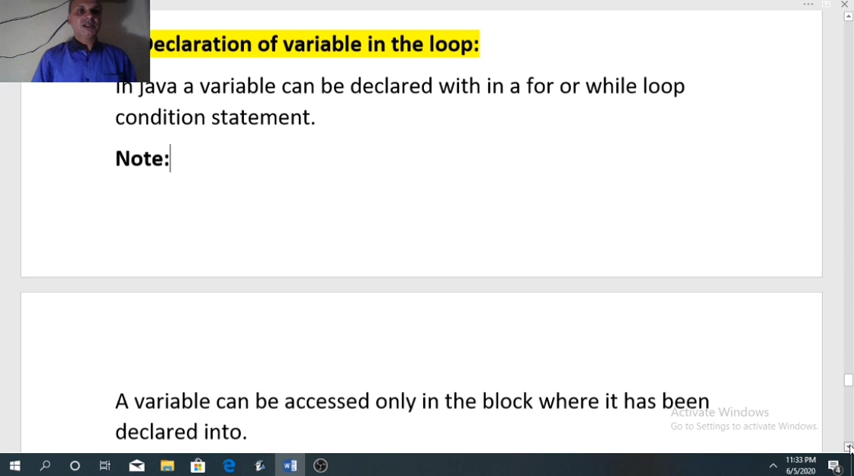 Declaration of variable in the loop:
In java a variable can be declared with in a for or while loop
condition statement.
Note:
A variable can be accessed only in the block where it has been
declared into.
Activate Windows
Go to Settings to activate Windows.
11:33 PM
6/5/2020
4